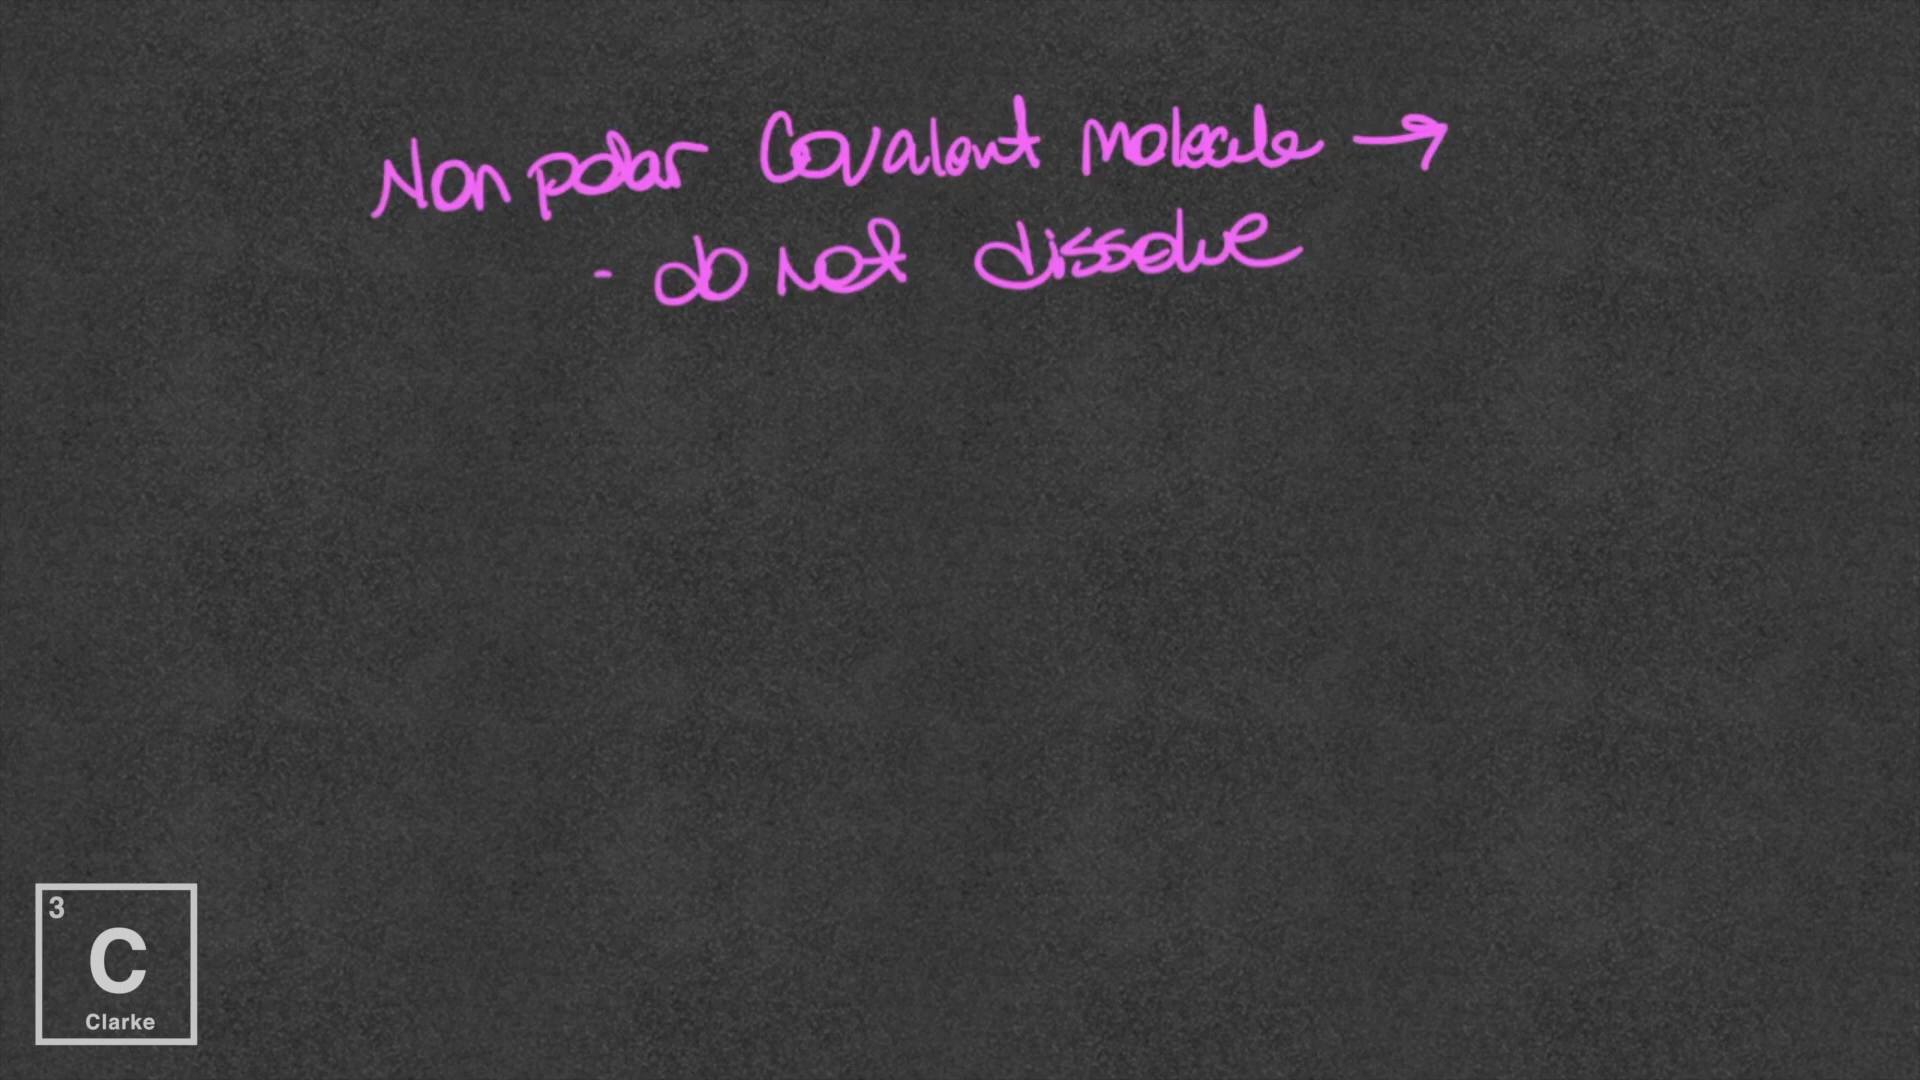 Non polar Covalent molecule →
- do not dissolve
3
C
Clarke